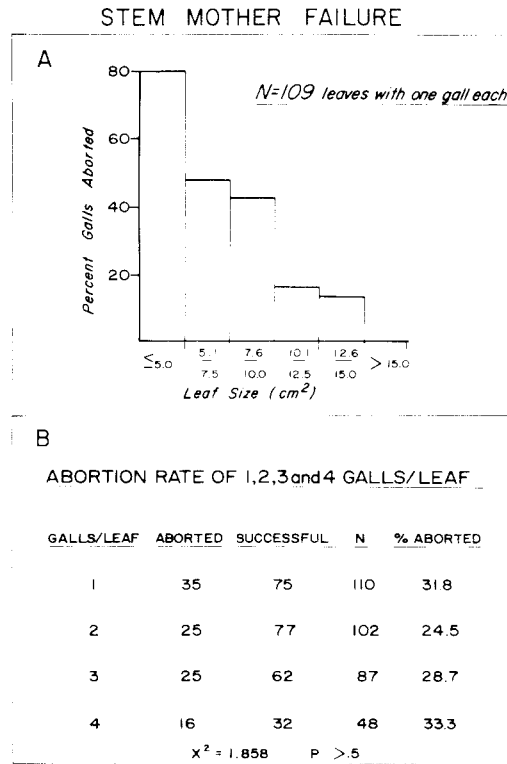 STEM MOTHER FAILURE
A
N=109 leaves with one gall each
Percent Galls Aborted
80
60
40
20
≤5.0
5.1
7.5
7.6
10.0
10.1
12.5
12.6
15.0
>15.0
Leaf Size (cm²)
B
ABORTION RATE OF 1,2,3 and 4 GALLS/LEAF
GALLS/LEAF ABORTED SUCCESSFUL N % ABORTED
1 35 75 110 31.8
2 25 77 102 24.5
3 25 62 87 28.7
4 16 32 48 33.3
X² = 1.858 P >.5